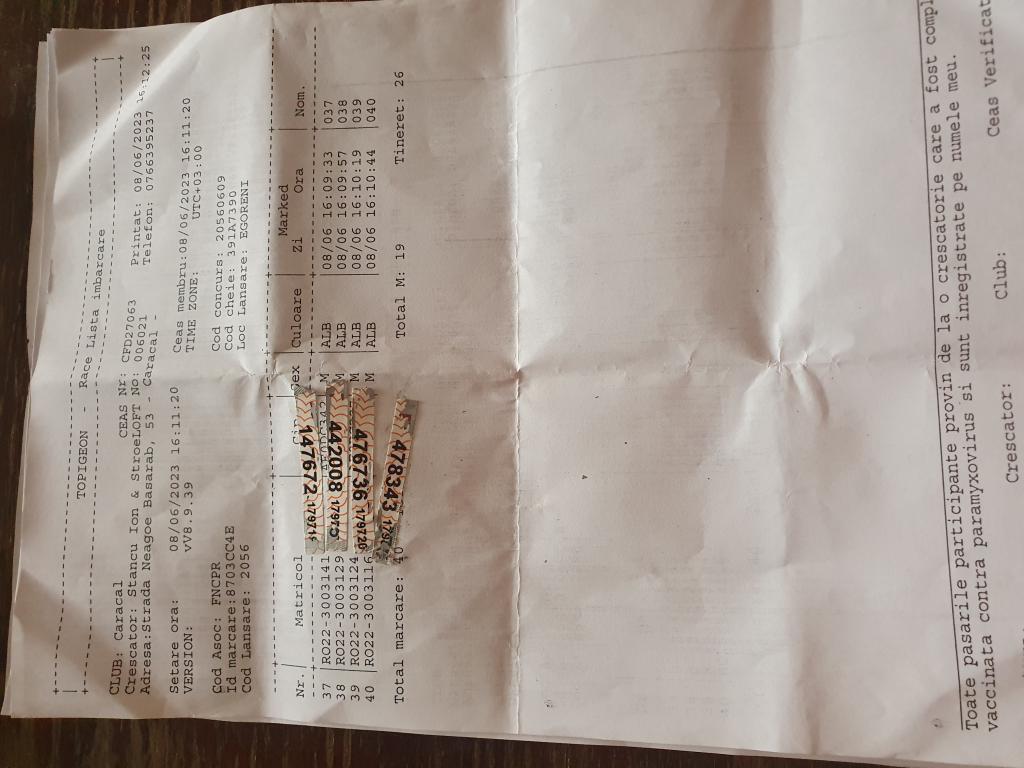 TOPIGEON - Race Lista imbarcare
CLUB: Caracal
Crescator: Stancu Ion & StroeLOFT No: 006021
CEAS Nr: CFD27063
Printat: 08/06/2023 16:12:25
Adresa:Strada Neagoe Basarab, 53 - Caracal -
Telefon: 0766395237
Setare ora: 08/06/2023 16:11:20 Ceas membru:08/06/2023 16:11:20
VERSION: vV8.9.39 TIME ZONE: UTC+03:00
Cod Asoc: FNCPR Cod concurs: 20560609
Id marcare:8703CC4E Cod cheie: 391A7390
Cod Lansare: 2056 Loc Lansare: EGORENI
Marked
Nr.| Matricol Sex |Culoare Zi Ora Nom.
37 |RO22-3003141 147672 M |ALB |08/06 16:09:33 |037
38 |RO22-3003129 442008 M |ALB |08/06 16:09:57 |038
39 |RO22-3003124 476736 M |ALB |08/06 16:10:19 |039
40 |RO22-3003116 478343 M |ALB |08/06 16:10:44 |040
Total marcare: 40 Total M: 19 Tineret: 26
Toate pasarile participante provin de la o crescatorie care a fost
vaccinata contra paramyxovirus si sunt inregistrate pe numele meu.
Crescator: Club: Ceas